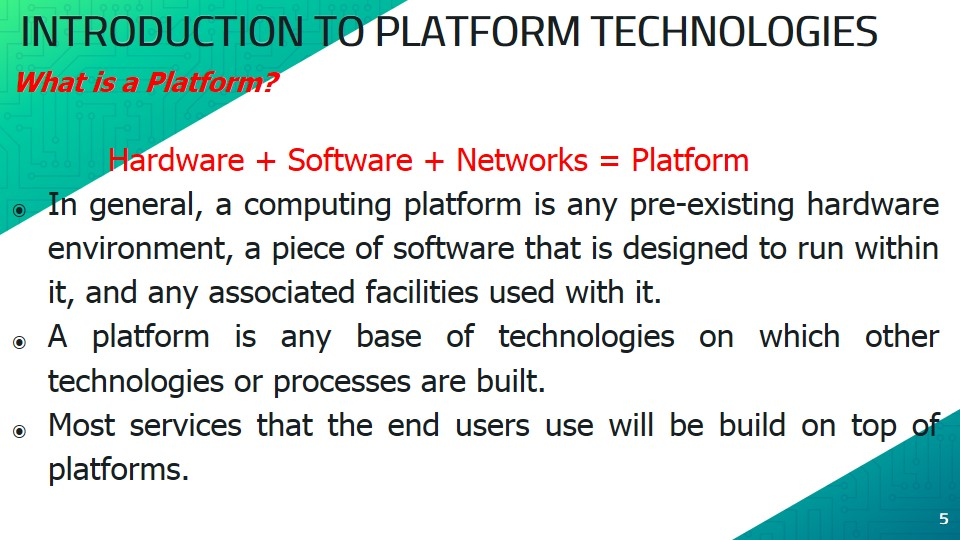 INTRODUCTION TO PLATFORM TECHNOLOGIES
What is a Platform?
Hardware + Software + Networks = Platform
In general, a computing platform is any pre-existing hardware
environment, a piece of software that is designed to run within
it, and any associated facilities used with it.
A platform is any base of technologies on which other
technologies or processes are built.
Most services that the end users use will be build on top of
platforms.
5